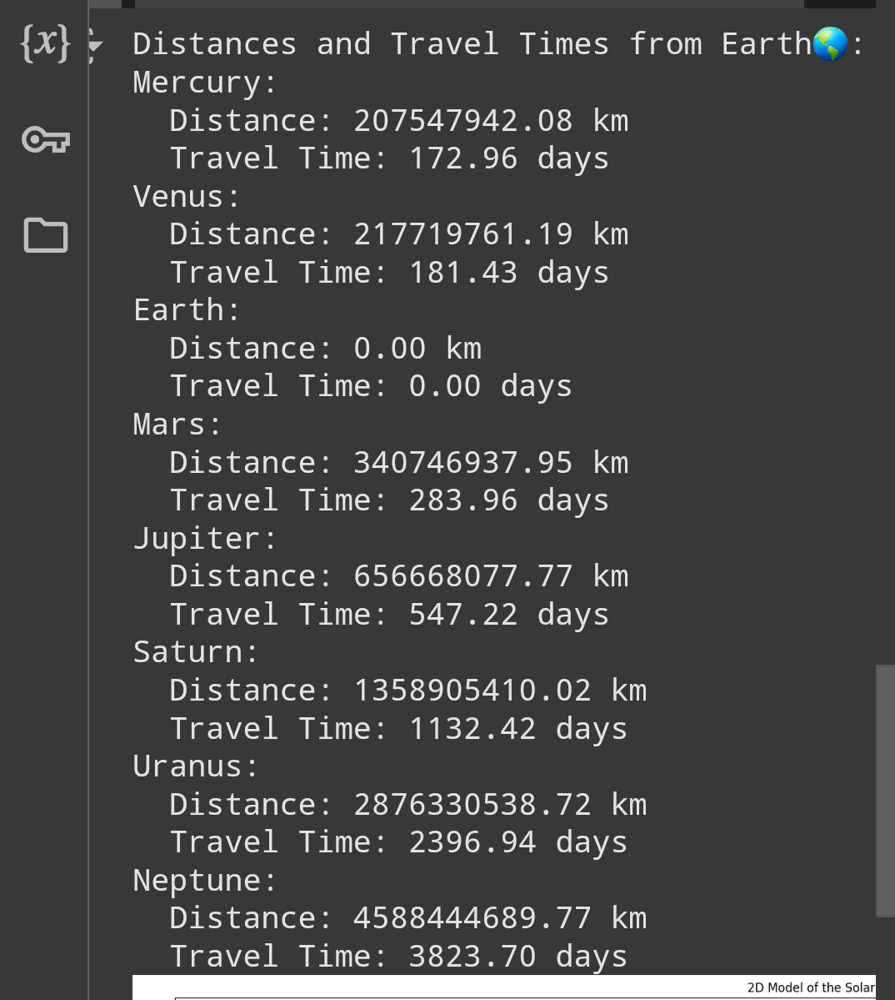 {x}
Distances and Travel Times from Earth🌎:
Mercury:
Distance: 207547942.08 km
Travel Time: 172.96 days
Venus:
Distance: 217719761.19 km
Travel Time: 181.43 days
Earth:
Distance: 0.00 km
Travel Time: 0.00 days
Mars:
Distance: 340746937.95 km
Travel Time: 283.96 days
Jupiter:
Distance: 656668077.77 km
Travel Time: 547.22 days
Saturn:
Distance: 1358905410.02 km
Travel Time: 1132.42 days
Uranus:
Distance: 2876330538.72 km
Travel Time: 2396.94 days
Neptune:
Distance: 4588444689.77 km
Travel Time: 3823.70 days
2D Model of the Solar